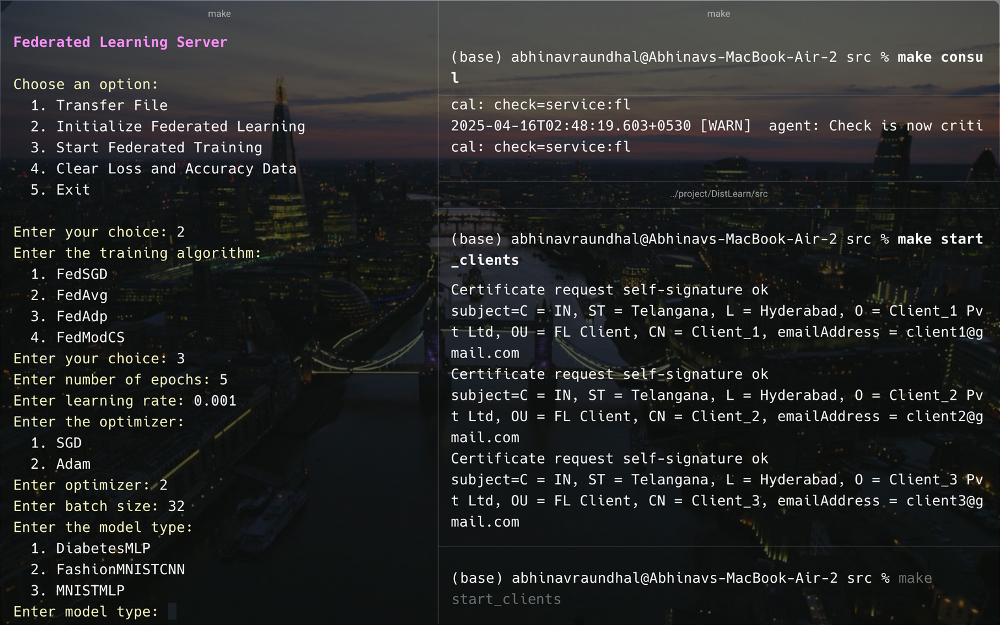 make
Federated Learning Server
Choose an option:
1. Transfer File
2. Initialize Federated Learning
3. Start Federated Training
4. Clear Loss and Accuracy Data
5. Exit
Enter your choice: 2
Enter the training algorithm:
1. FedSGD
2. FedAvg
3. FedAdp
4. FedModCS
Enter your choice: 3
Enter number of epochs: 5
Enter learning rate: 0.001
Enter the optimizer:
1. SGD
2. Adam
Enter optimizer: 2
Enter batch size: 32
Enter the model type:
1. DiabetesMLP
2. FashionMNISTCNN
3. MNISTMLP
Enter model type:
make
(base) abhinavraundhal@Abhinavs-MacBook-Air-2 src % make consu
l
cal: check=service:fl
2025-04-16T02:48:19.603+0530 [WARN]  agent: Check is now criti
cal: check=service:fl
../project/DistLearn/src
(base) abhinavraundhal@Abhinavs-MacBook-Air-2 src % make start
_clients
Certificate request self-signature ok
subject=C = IN, ST = Telangana, L = Hyderabad, O = Client_1 Pv
t Ltd, OU = FL Client, CN = Client_1, emailAddress = client1@g
mail.com
Certificate request self-signature ok
subject=C = IN, ST = Telangana, L = Hyderabad, O = Client_2 Pv
t Ltd, OU = FL Client, CN = Client_2, emailAddress = client2@g
mail.com
Certificate request self-signature ok
subject=C = IN, ST = Telangana, L = Hyderabad, O = Client_3 Pv
t Ltd, OU = FL Client, CN = Client_3, emailAddress = client3@g
mail.com
(base) abhinavraundhal@Abhinavs-MacBook-Air-2 src % make
start_clients